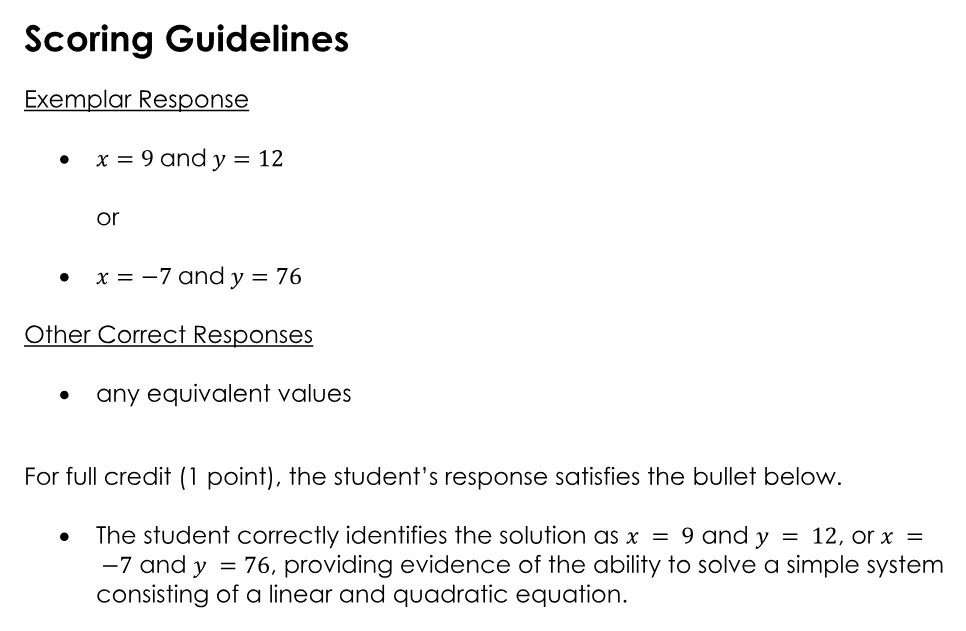 Scoring Guidelines
Exemplar Response
• x = 9 and y = 12
or
• x = −7 and y = 76
Other Correct Responses
• any equivalent values
For full credit (1 point), the student’s response satisfies the bullet below.
• The student correctly identifies the solution as x = 9 and y = 12, or x =
−7 and y = 76, providing evidence of the ability to solve a simple system
consisting of a linear and quadratic equation.